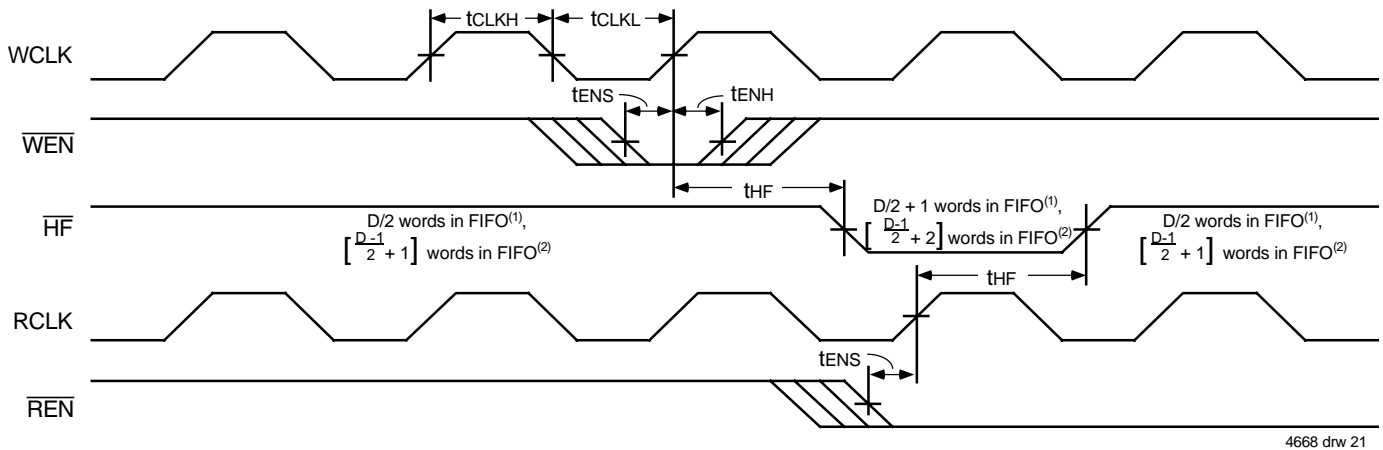 tCLKH tCLKL
WCLK
tENS tENH
WEN
tHF
HF
D/2 words in FIFO(1),
[ D-1/2 + 1 ] words in FIFO(2)
D/2 + 1 words in FIFO(1),
[ D-1/2 + 2 ] words in FIFO(2)
D/2 words in FIFO(1),
[ D-1/2 + 1 ] words in FIFO(2)
tHF
RCLK
tENS
REN
4668 drw 21